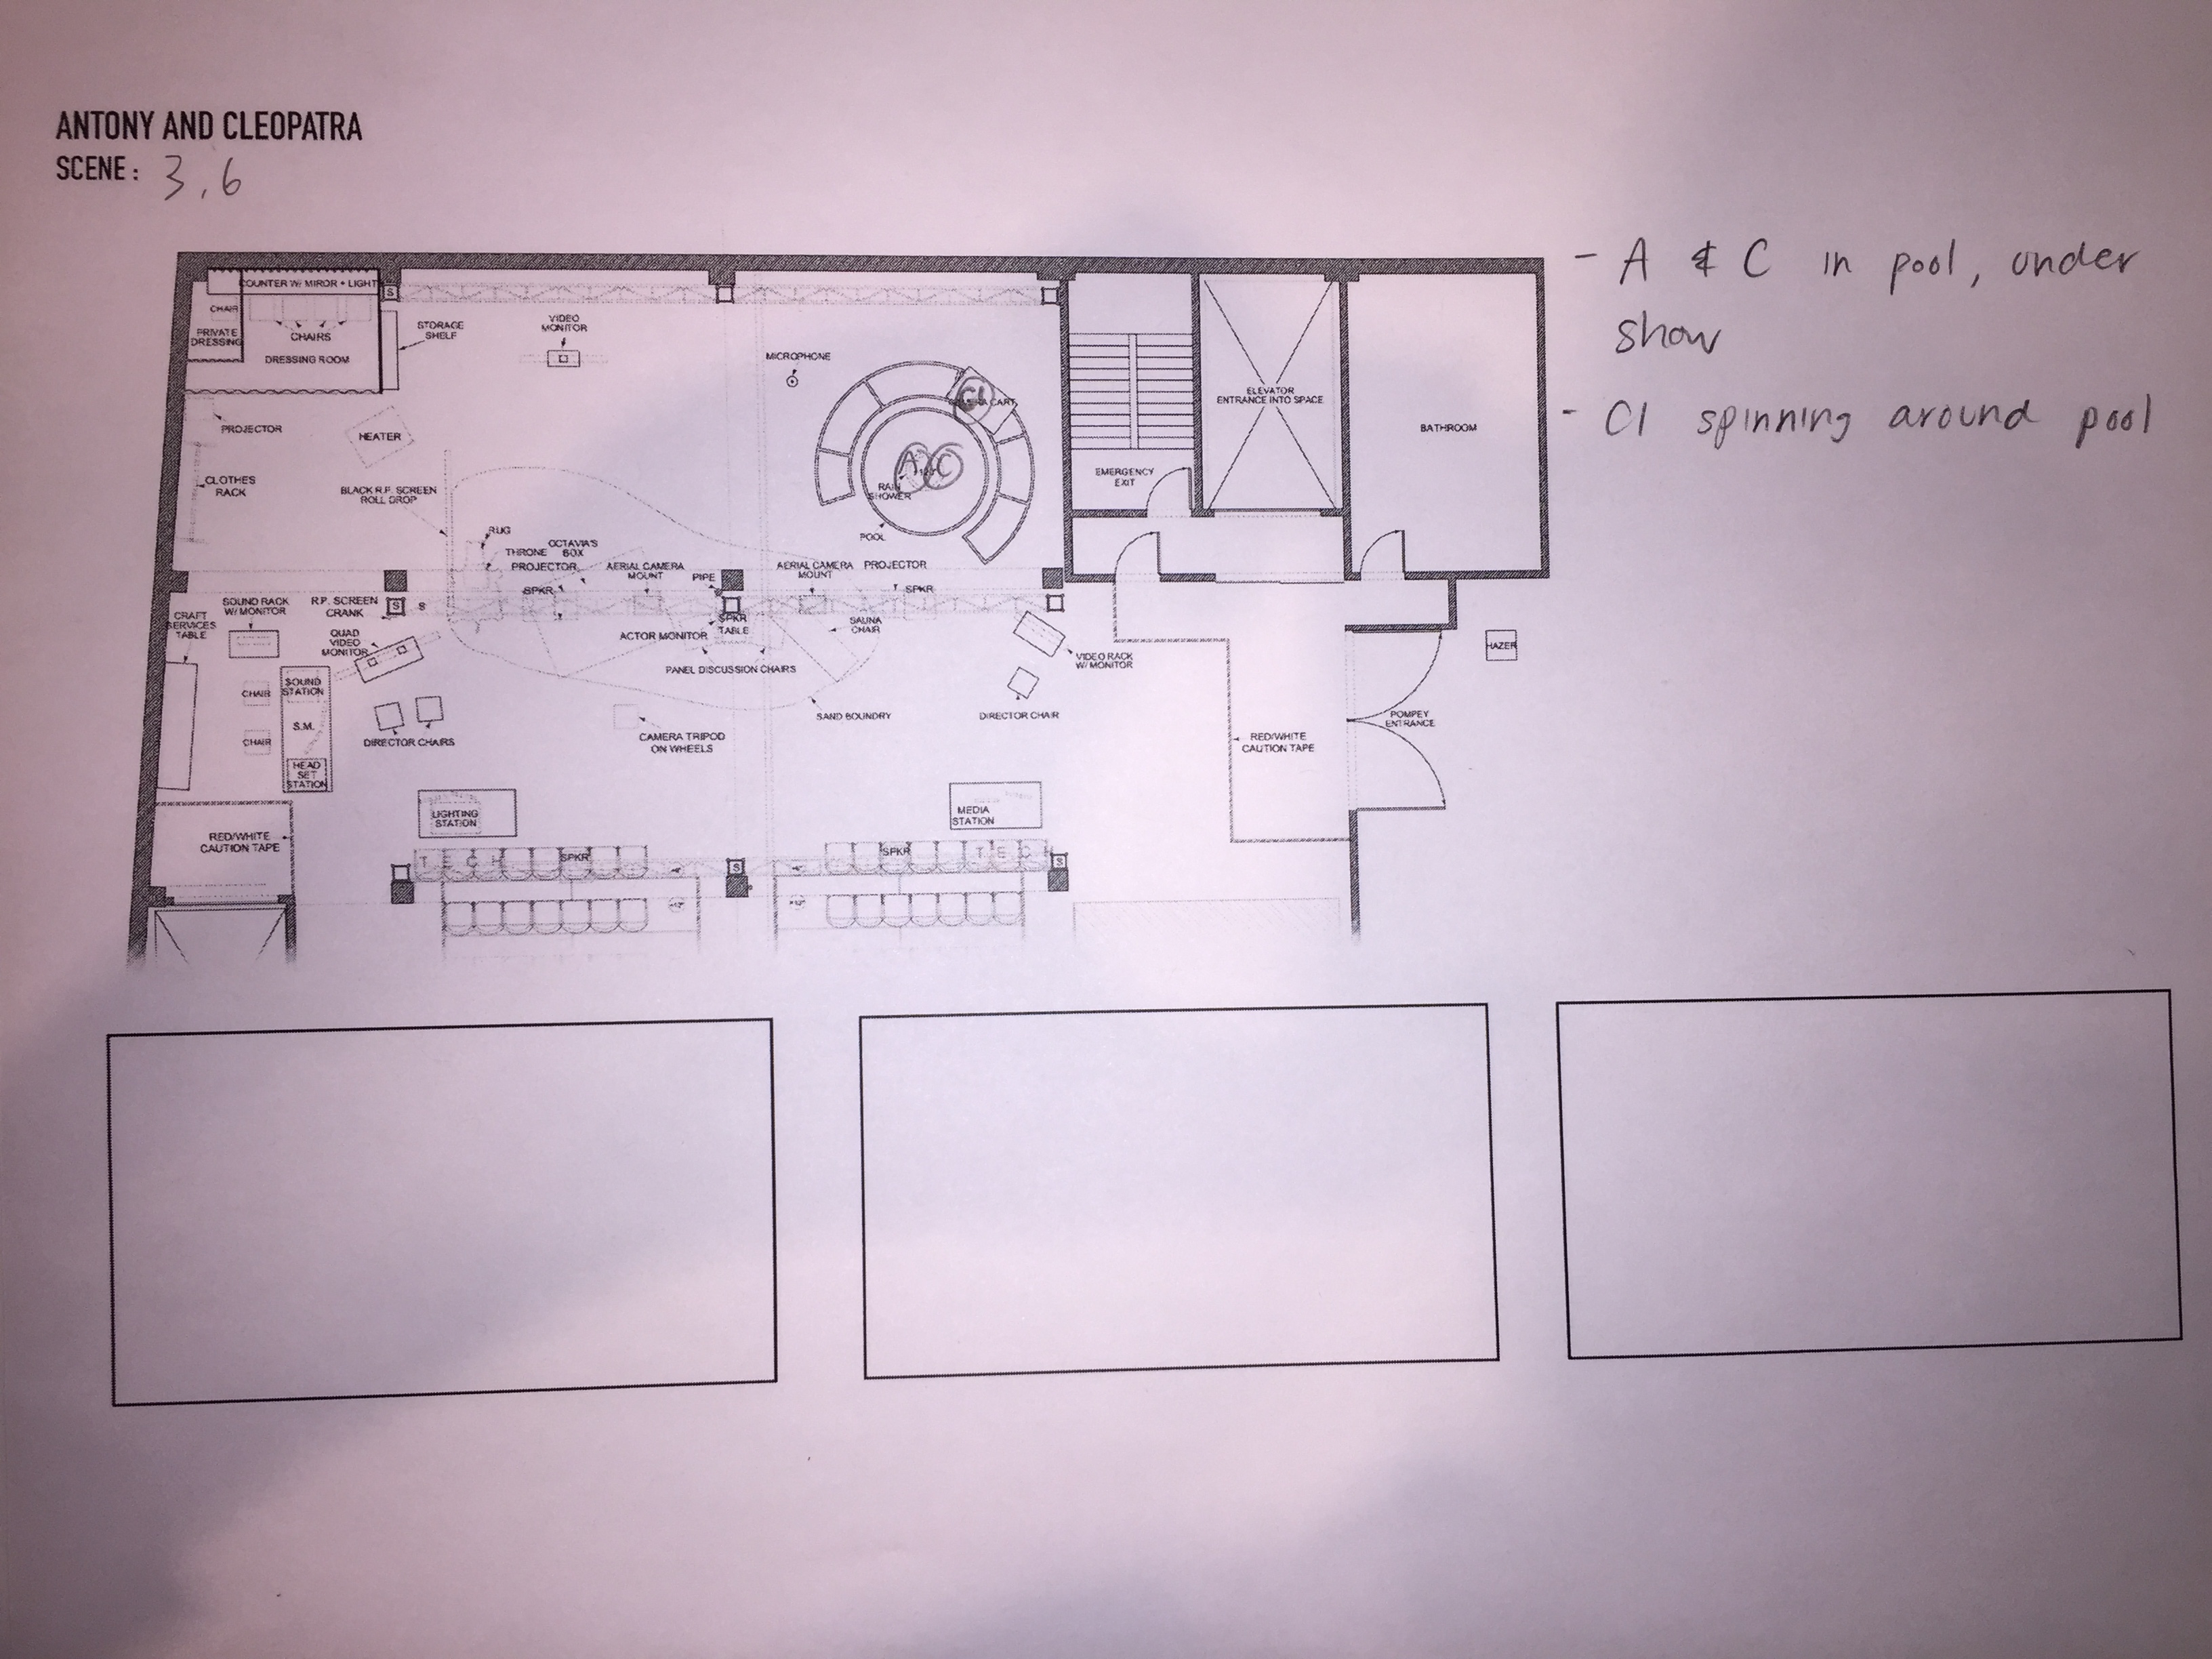 ANTONY AND CLEOPATRA
SCENE: 3,6
- A & C in pool, under
show
- C1 spinning around pool
COUNTER W/ MIROR + LIGHT
CHAIR
PRIVATE
DRESSING
CHAIRS
DRESSING ROOM
S
STORAGE
SHELF
VIDEO
MONITOR
MICROPHONE
C1
CART
A C
RAIN
SHOWER
POOL
ELEVATOR
ENTRANCE INTO SPACE
EMERGENCY
EXIT
BATHROOM
PROJECTOR
HEATER
CLOTHES
RACK
BLACK R.P. SCREEN
ROLL DROP
RUG
THRONE
OCTAVIA'S
BOX
PROJECTOR
SPKR
AERIAL CAMERA
MOUNT
PIPE
AERIAL CAMERA
MOUNT
PROJECTOR
SPKR
CRAFT
SERVICES
TABLE
SOUND RACK
W/ MONITOR
R.P. SCREEN
CRANK
S
S
QUAD
VIDEO
MONITOR
ACTOR MONITOR
SPKR
TABLE
SAUNA
CHAIR
PANEL DISCUSSION CHAIRS
VIDEO RACK
W/ MONITOR
HAZER
CHAIR
SOUND
STATION
S.M.
CHAIR
HEAD
SET
STATION
DIRECTOR CHAIRS
CAMERA TRIPOD
ON WHEELS
SAND BOUNDRY
DIRECTOR CHAIR
POMPEY
ENTRANCE
RED/WHITE
CAUTION TAPE
LIGHTING
STATION
MEDIA
STATION
RED/WHITE
CAUTION TAPE
TECH
SPKR
S
SPKR
TECH
S